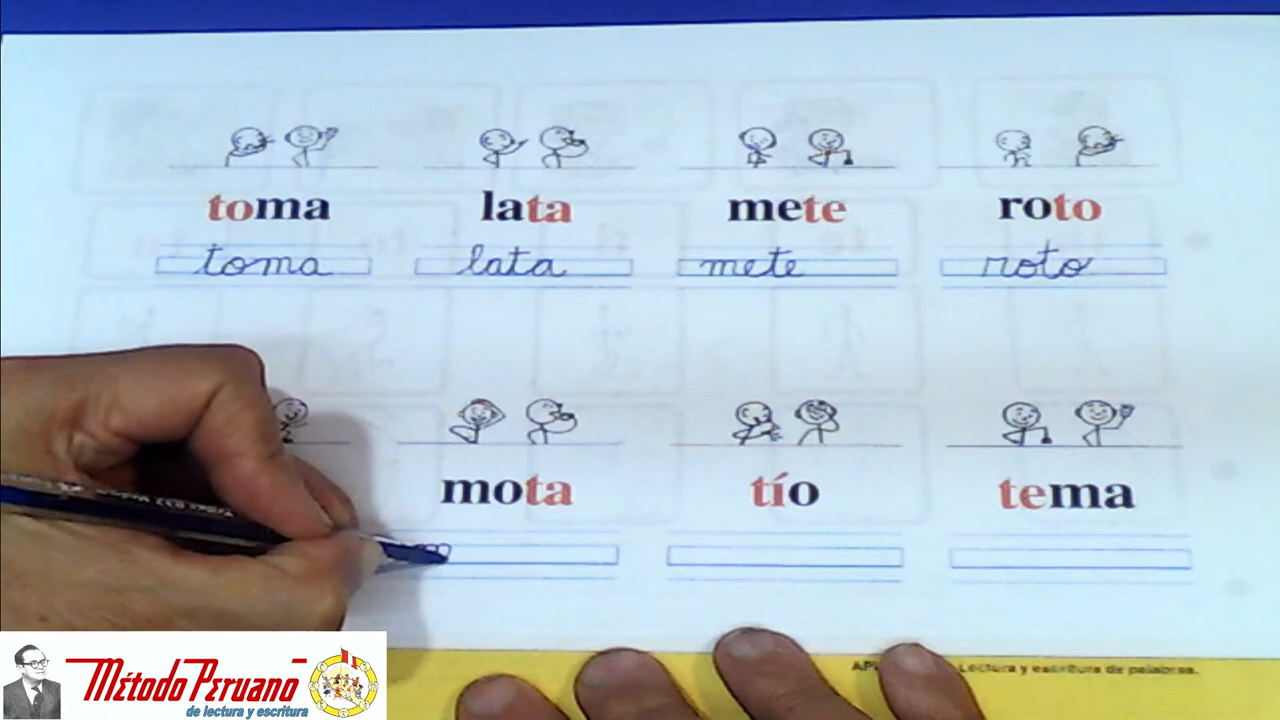 toma lata mete roto
toma lata mete roto
mota tío tema
Lectura y escritura de palabras.
Método Peruano
de lectura y escritura